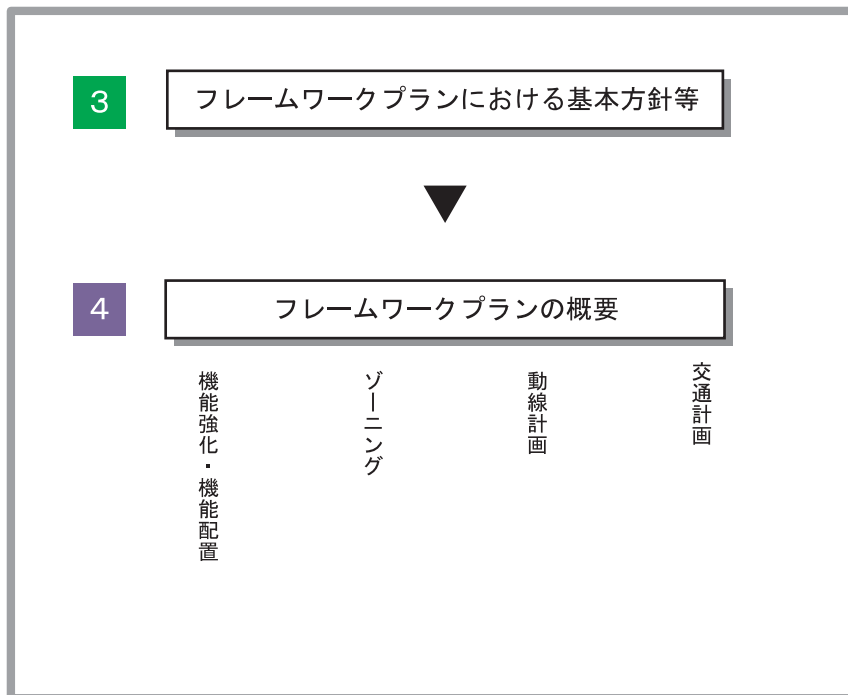 3
フレームワークプランにおける基本方針等
4
フレームワークプランの概要
機能強化・機能配置
ゾーニング
動線計画
交通計画